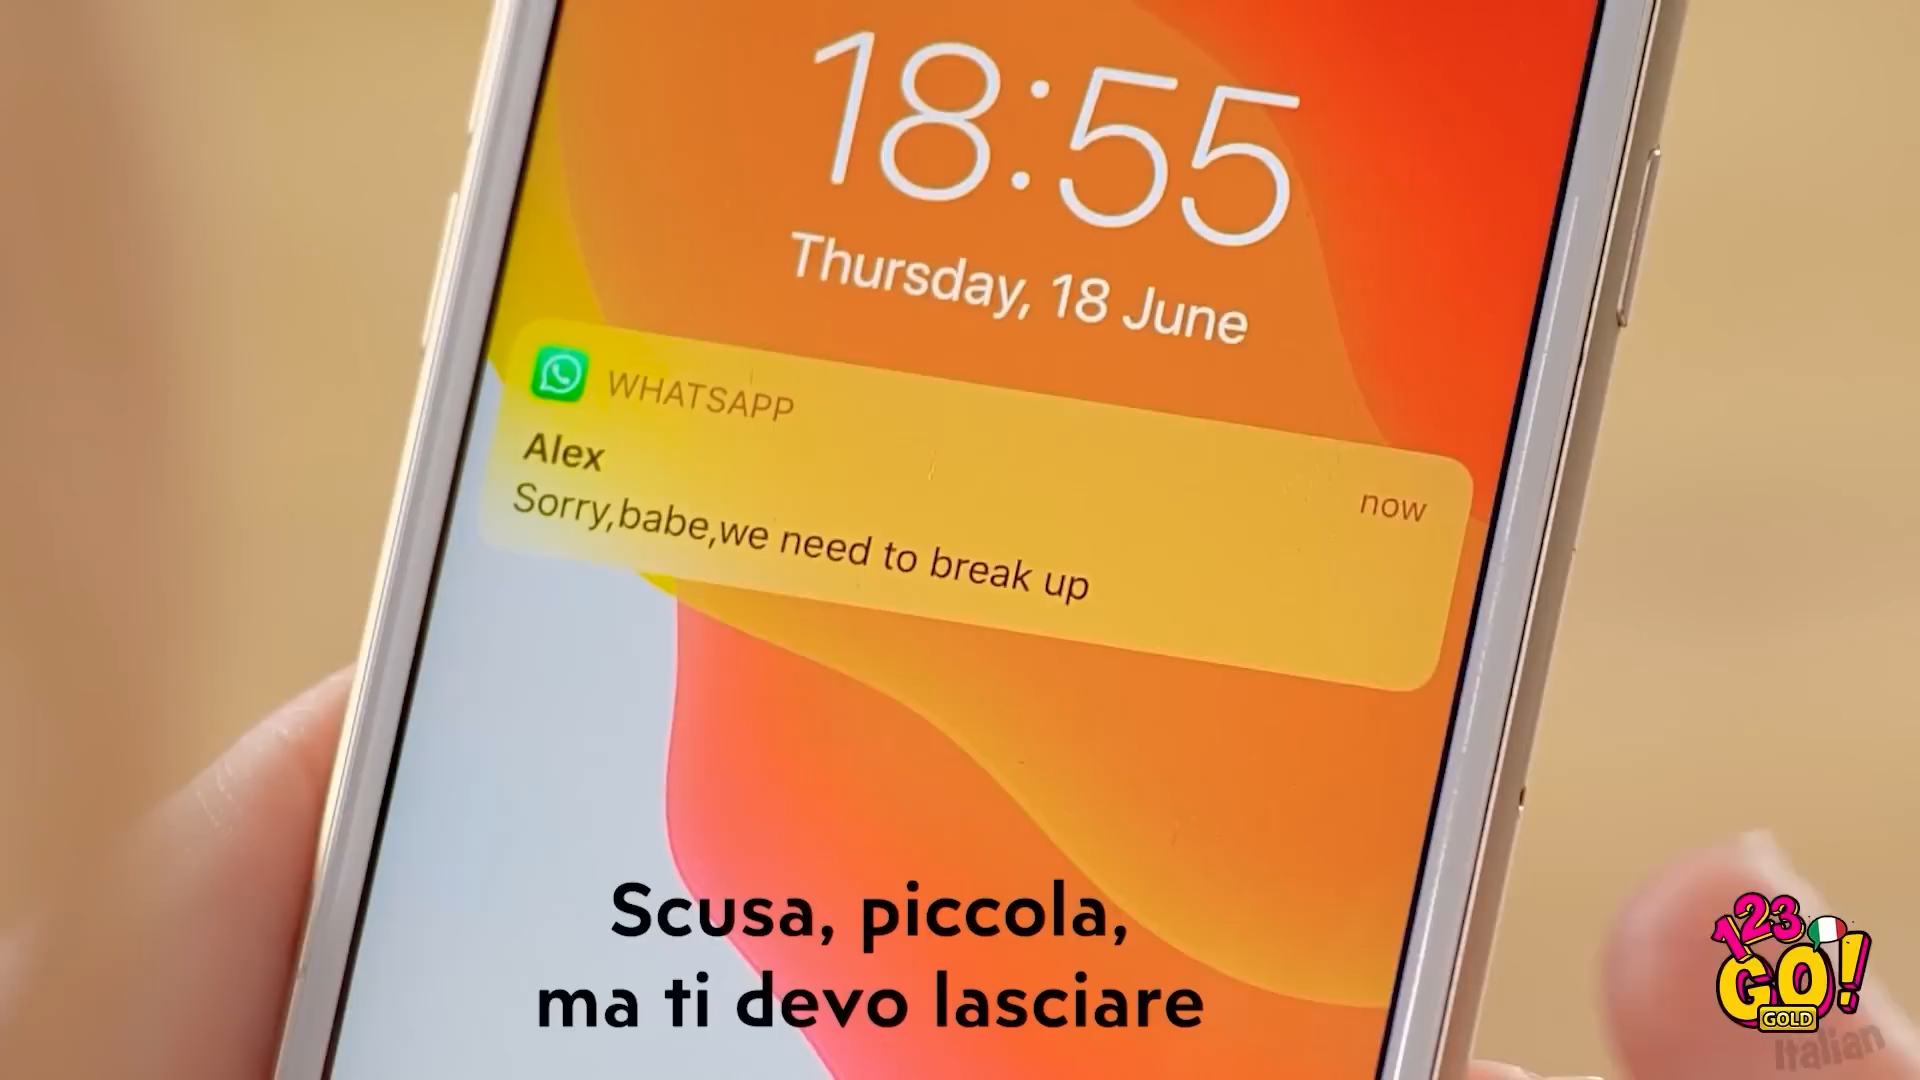 18:55
Thursday, 18 June
WHATSAPP
now
Alex
Sorry,babe,we need to break up
Scusa, piccola,
ma ti devo lasciare
123
GO!
GOLD
Italian